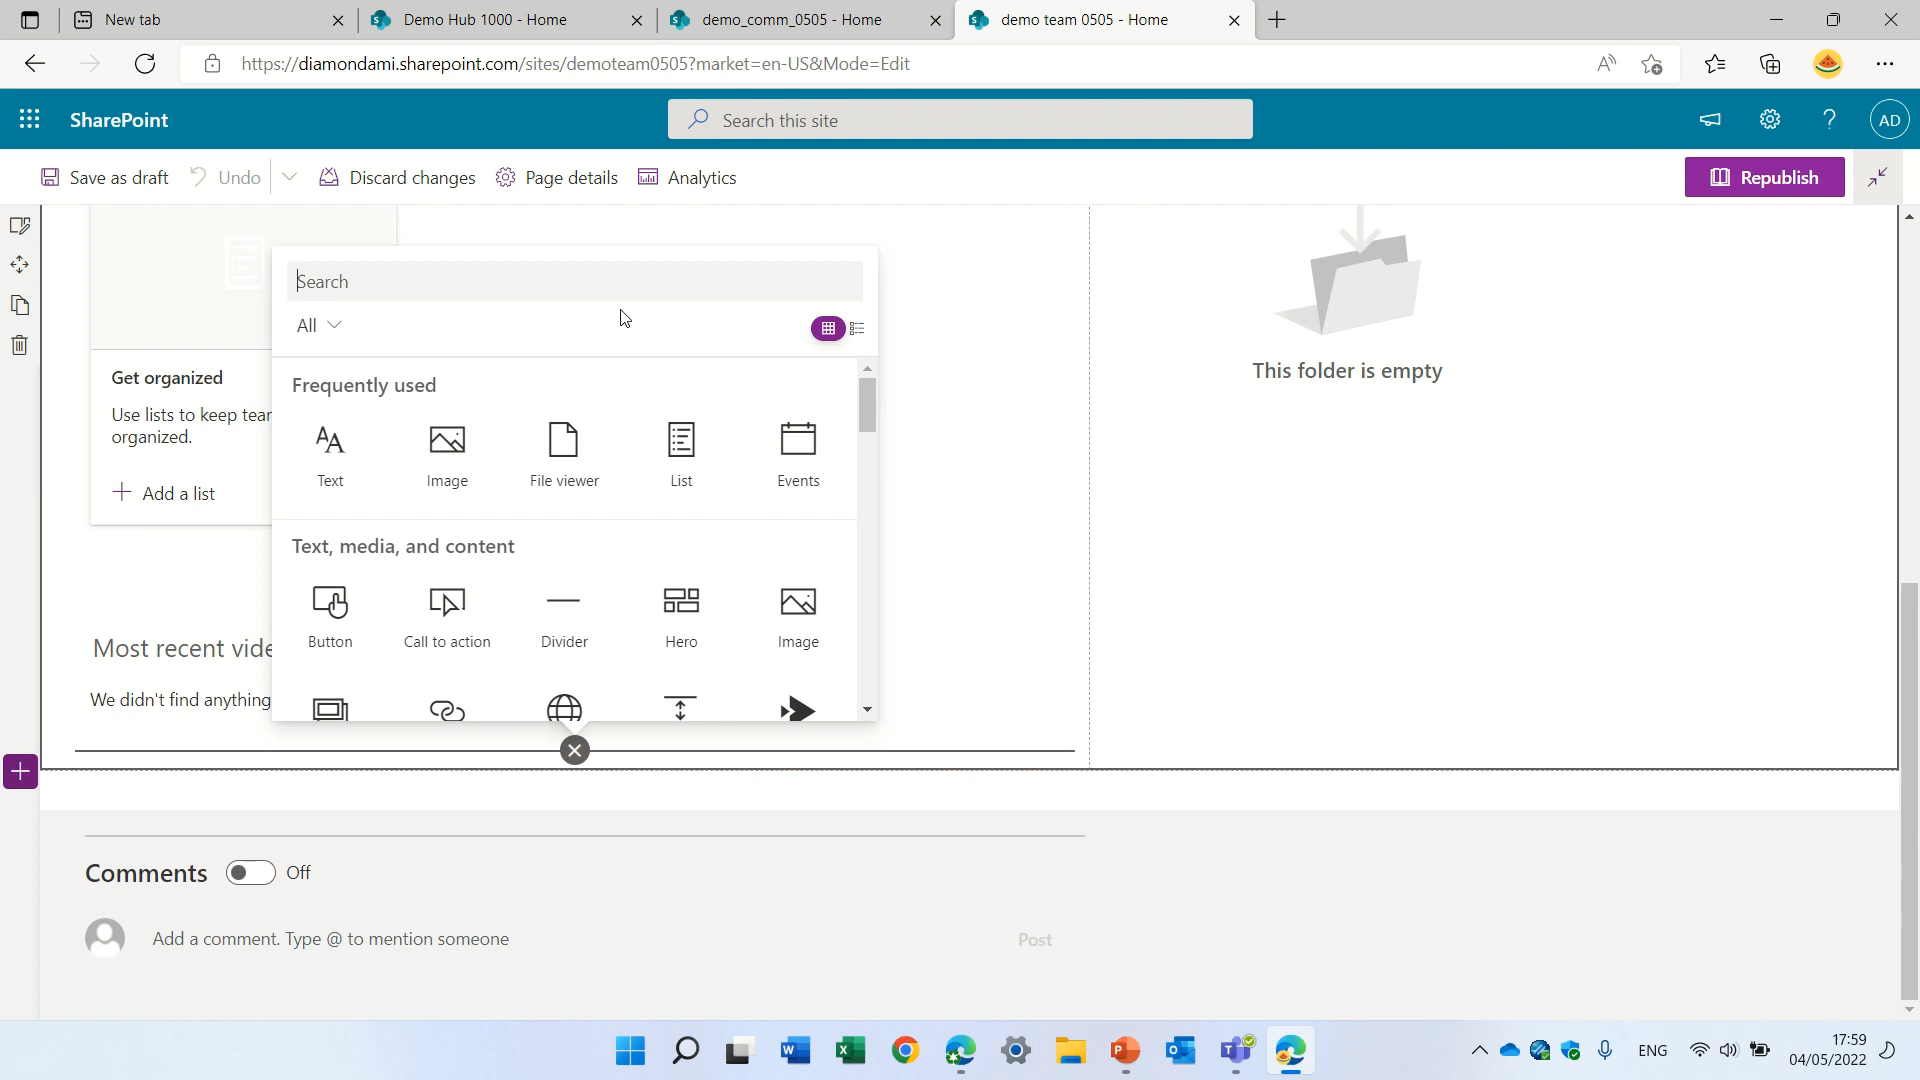 New tab
Demo Hub 1000 - Home
demo_comm_0505 - Home
demo team 0505 - Home
https://diamondami.sharepoint.com/sites/demoteam0505?market=en-US&Mode=Edit
SharePoint
Search this site
AD
Save as draft
Undo
Discard changes
Page details
Analytics
Republish
Search
All
This folder is empty
Get organized
Use lists to keep tear
organized.
Add a list
Frequently used
Text
Image
File viewer
List
Events
Text, media, and content
Button
Call to action
Divider
Hero
Image
Most recent vide
We didn't find anything
Comments
Off
Add a comment. Type @ to mention someone
Post
ENG
17:59
04/05/2022